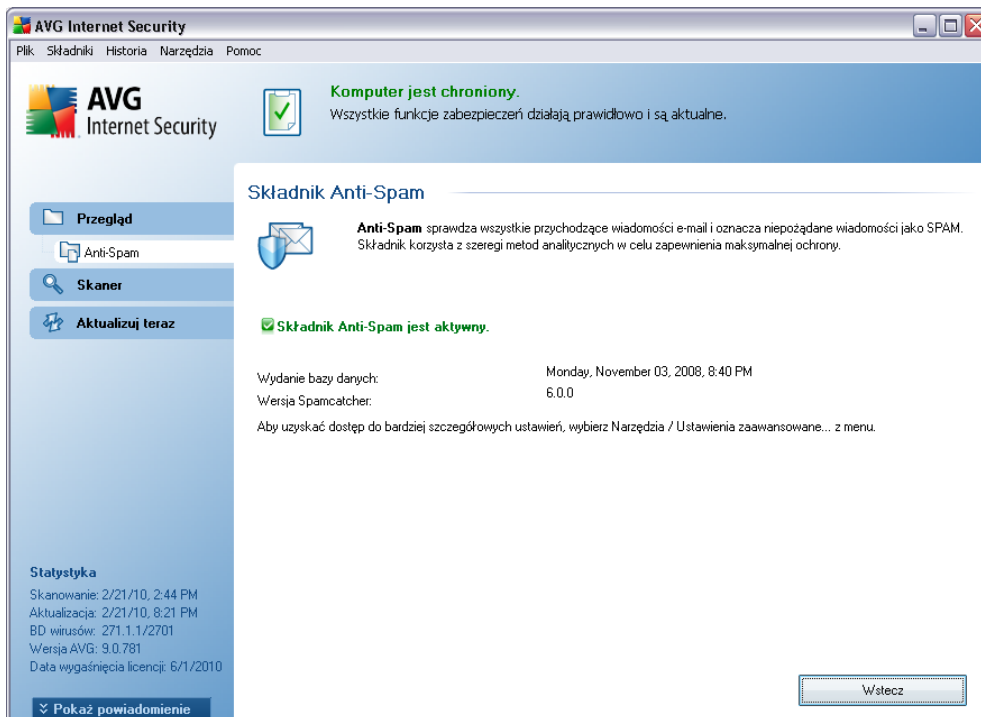 AVG Internet Security
Plik Składniki Historia Narzędzia Pomoc
AVG
Internet Security
Komputer jest chroniony.
Wszystkie funkcje zabezpieczeń działają prawidłowo i są aktualne.
Przegląd
Anti-Spam
Skaner
Aktualizuj teraz
Składnik Anti-Spam
Anti-Spam sprawdza wszystkie przychodzące wiadomości e-mail i oznacza niepożądane wiadomości jako SPAM.
Składnik korzysta z szeregi metod analitycznych w celu zapewnienia maksymalnej ochrony.
Składnik Anti-Spam jest aktywny.
Wydanie bazy danych: Monday, November 03, 2008, 8:40 PM
Wersja Spamcatcher: 6.0.0
Aby uzyskać dostęp do bardziej szczegółowych ustawień, wybierz Narzędzia / Ustawienia zaawansowane... z menu.
Statystyka
Skanowanie: 2/21/10, 2:44 PM
Aktualizacja: 2/21/10, 8:21 PM
BD wirusów: 271.1.1/2701
Wersja AVG: 9.0.781
Data wygaśnięcia licencji: 6/1/2010
Pokaż powiadomienie
Wstecz